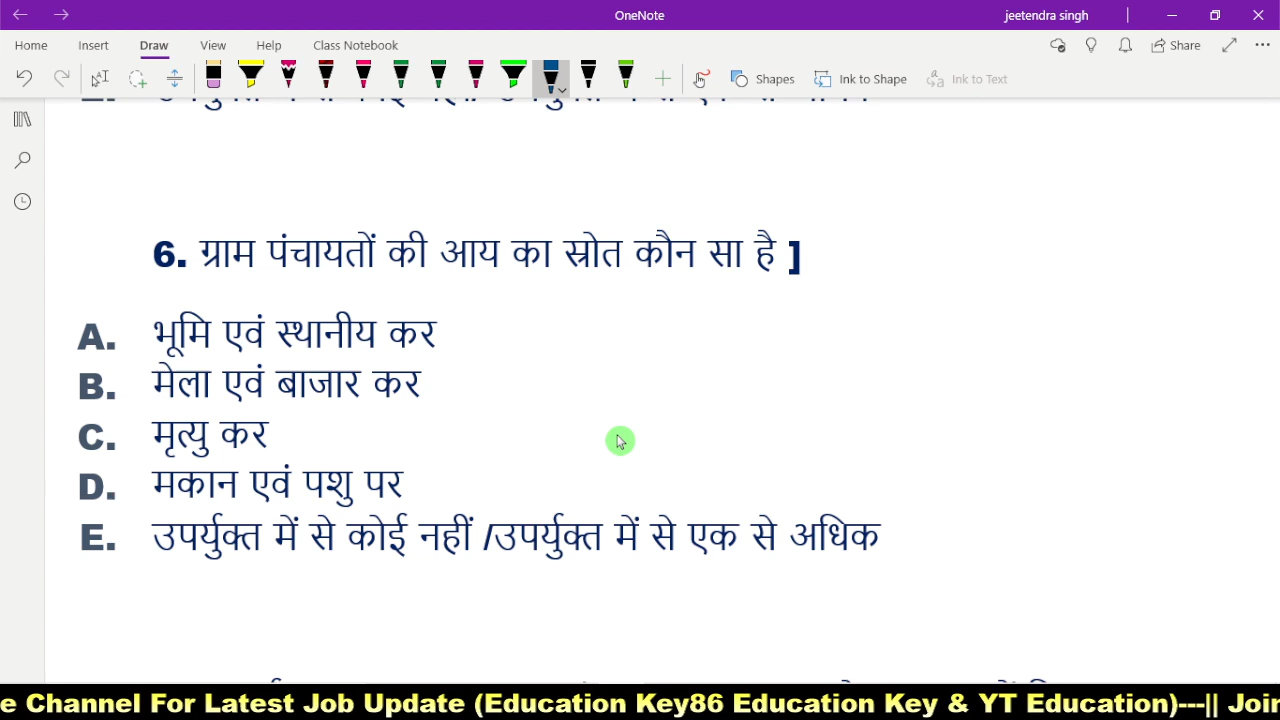 OneNote
jeetendra singh
Home Insert Draw View Help Class Notebook
Share
Shapes Ink to Shape Ink to Text
6. ग्राम पंचायतों की आय का स्रोत कौन सा है ]
A. भूमि एवं स्थानीय कर
B. मेला एवं बाजार कर
C. मृत्यु कर
D. मकान एवं पशु पर
E. उपर्युक्त में से कोई नहीं /उपर्युक्त में से एक से अधिक
e Channel For Latest Job Update (Education Key86 Education Key & YT Education)---|| Join